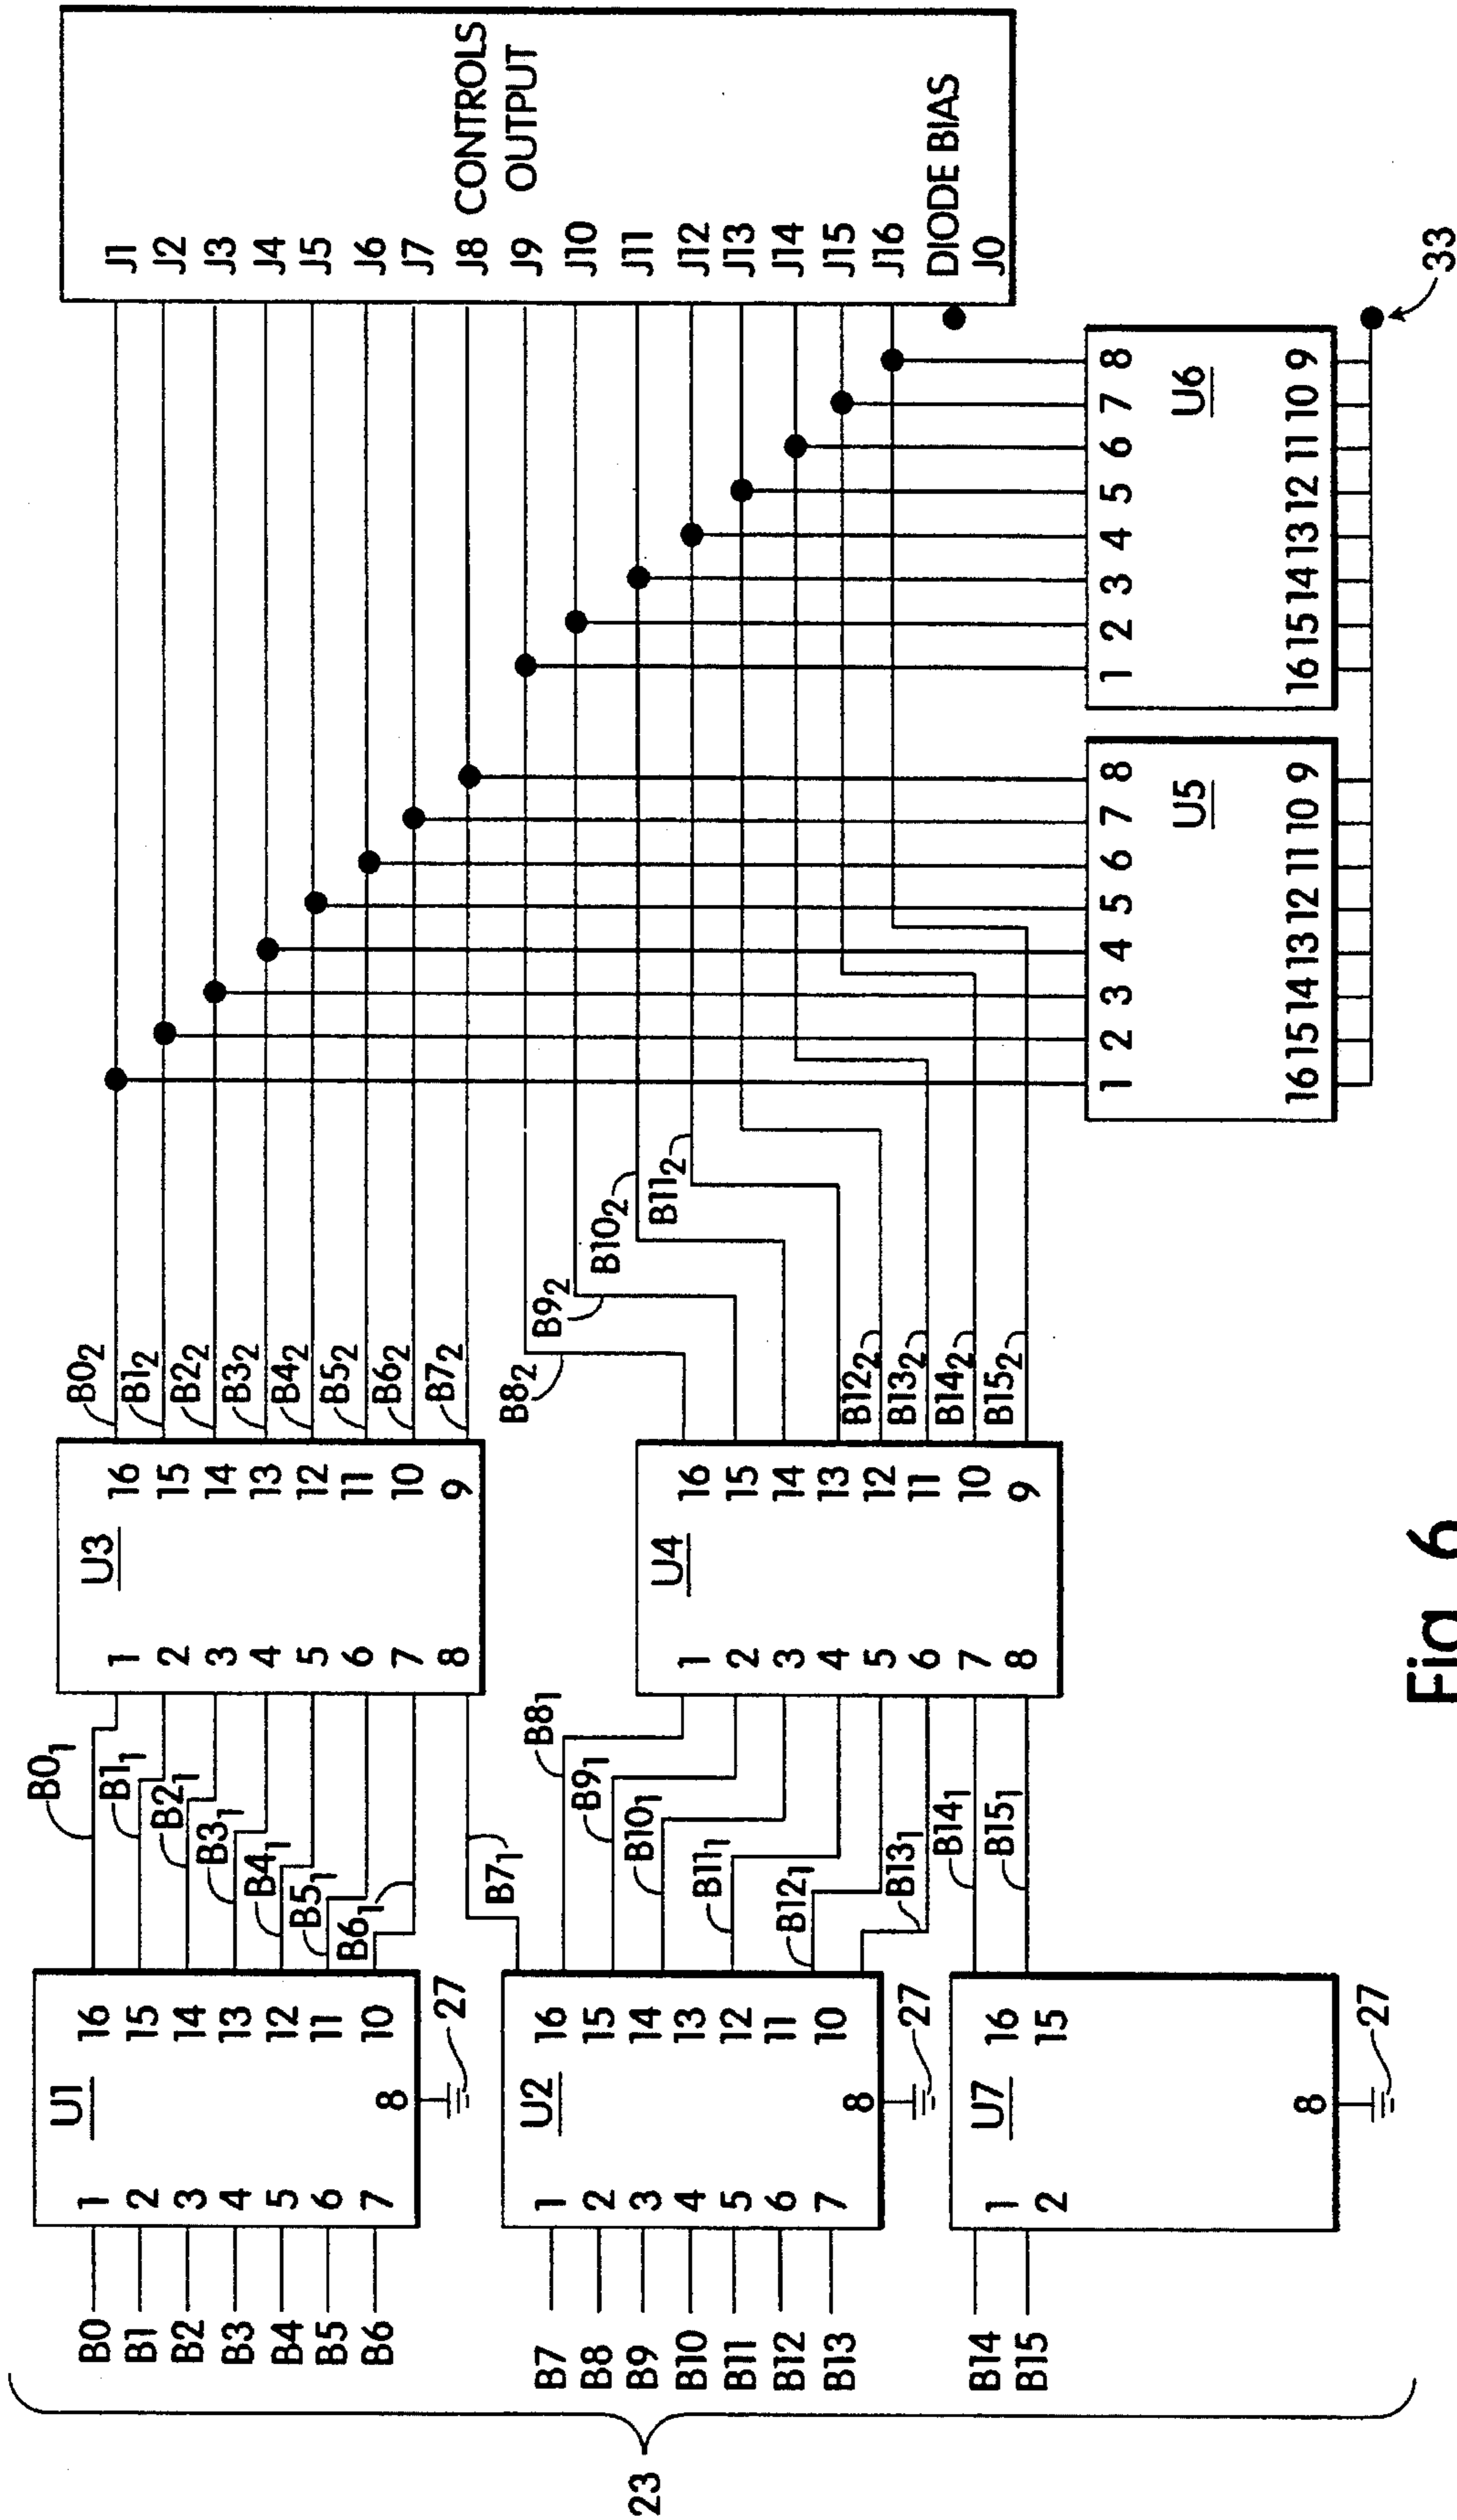 23
B0
B1
B2
B3
B4
B5
B6
B7
B8
B9
B10
B11
B12
B13
B14
B15
U1
1 16
2 15
3 14
4 13
5 12
6 11
7 10
8
27
U2
1 16
2 15
3 14
4 13
5 12
6 11
7 10
8
27
U7
1 16
2 15
8
27
B0₁
B1₁
B2₁
B3₁
B4₁
B5₁
B6₁
B7₁
B8₁
B9₁
B10₁
B11₁
B12₁
B13₁
B14₁
B15₁
U3
1 16
2 15
3 14
4 13
5 12
6 11
7 10
8 9
U4
1 16
2 15
3 14
4 13
5 12
6 11
7 10
8 9
B0₂
B1₂
B2₂
B3₂
B4₂
B5₂
B6₂
B7₂
B8₂
B9₂
B10₂
B11₂
B12₂
B13₂
B14₂
B15₂
1 2 3 4 5 6 7 8
U5
16 15 14 13 12 11 10 9
1 2 3 4 5 6 7 8
U6
16 15 14 13 12 11 10 9
33
J1
J2
J3
J4
J5
J6
J7
J8 CONTROLS
J9 OUTPUT
J10
J11
J12
J13
J14
J15
J16
DIODE BIAS
J0
Fig. 6